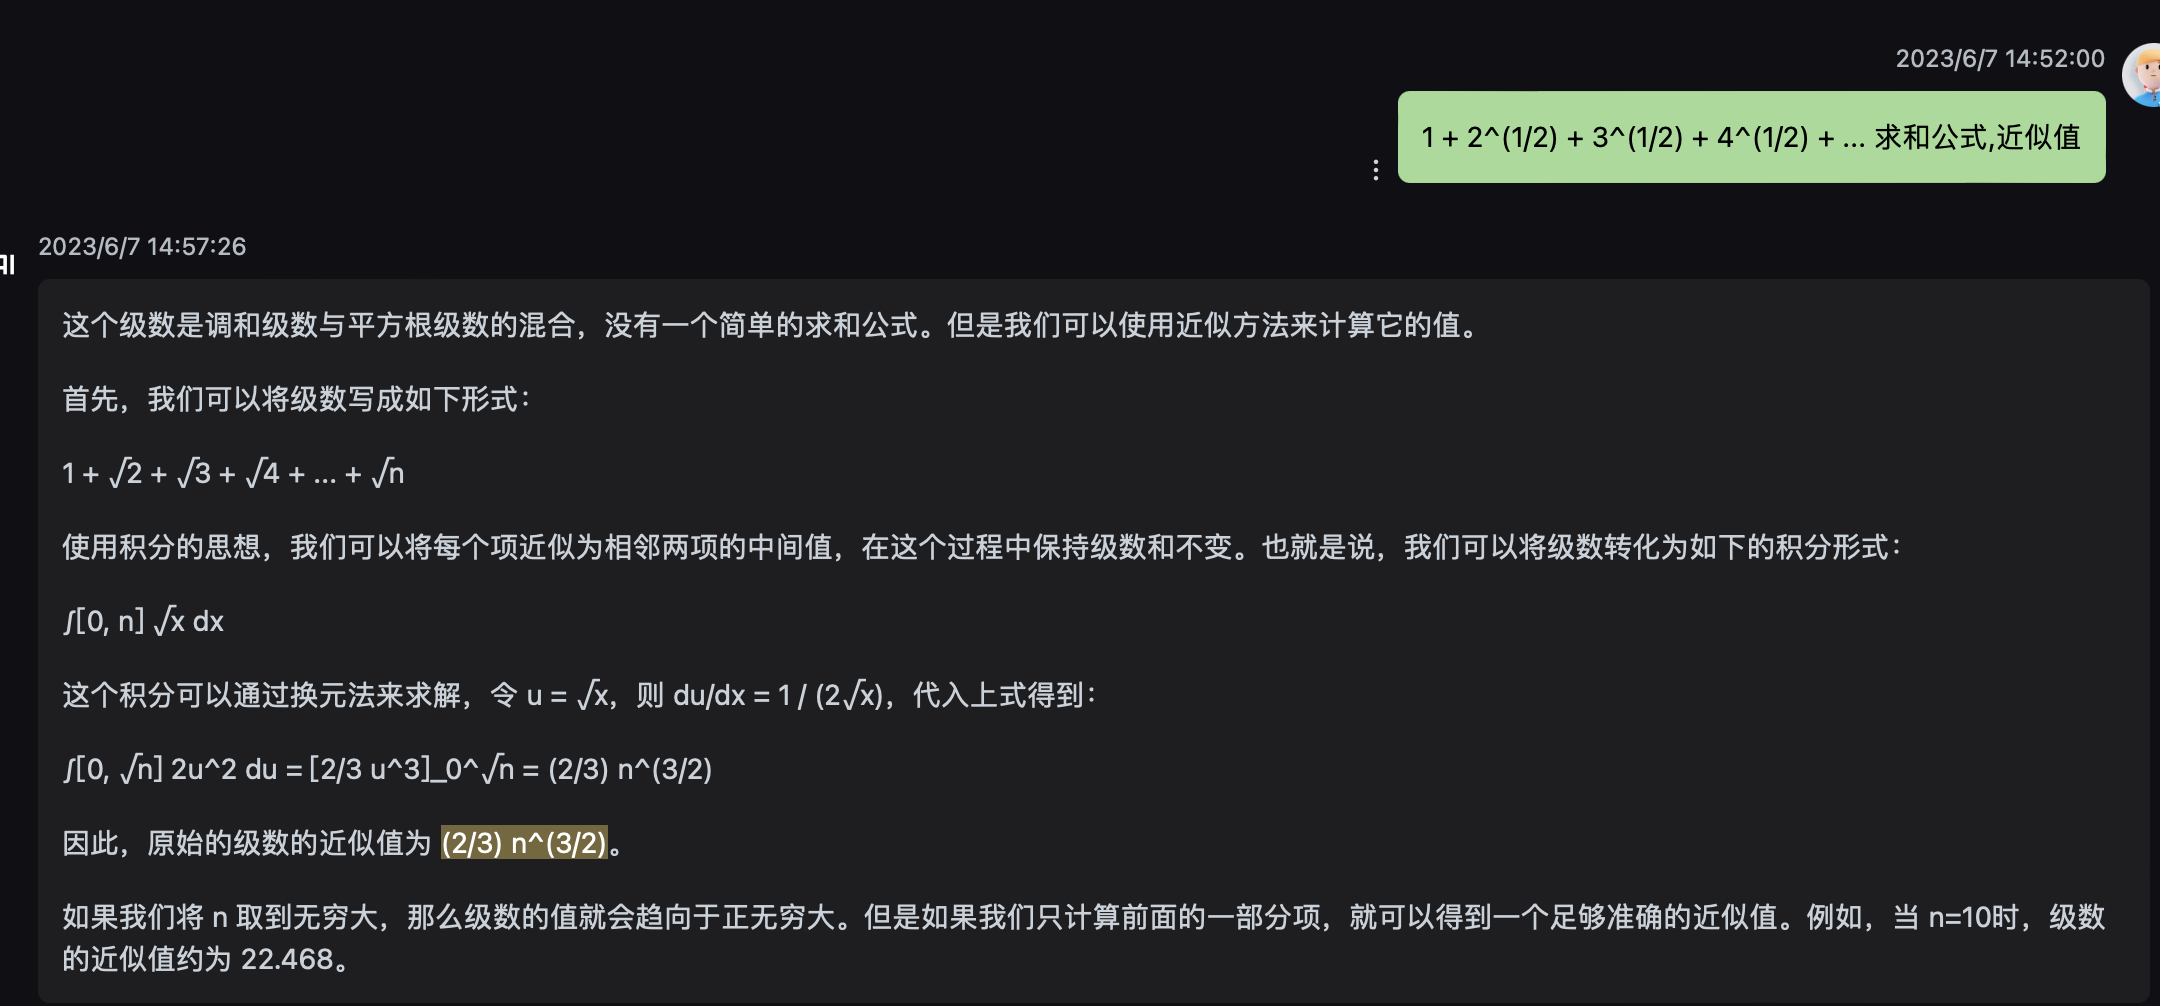 2023/6/7 14:52:00
1 + 2^(1/2) + 3^(1/2) + 4^(1/2) + ... 求和公式,近似值
2023/6/7 14:57:26
这个级数是调和级数与平方根级数的混合，没有一个简单的求和公式。但是我们可以使用近似方法来计算它的值。
首先，我们可以将级数写成如下形式：
1 + √2 + √3 + √4 + ... + √n
使用积分的思想，我们可以将每个项近似为相邻两项的中间值，在这个过程中保持级数和不变。也就是说，我们可以将级数转化为如下的积分形式：
∫[0, n] √x dx
这个积分可以通过换元法来求解，令 u = √x，则 du/dx = 1 / (2√x)，代入上式得到：
∫[0, √n] 2u^2 du = [2/3 u^3]_0^√n = (2/3) n^(3/2)
因此，原始的级数的近似值为 (2/3) n^(3/2)。
如果我们将 n 取到无穷大，那么级数的值就会趋向于正无穷大。但是如果我们只计算前面的一部分项，就可以得到一个足够准确的近似值。例如，当 n=10时，级数
的近似值约为 22.468。